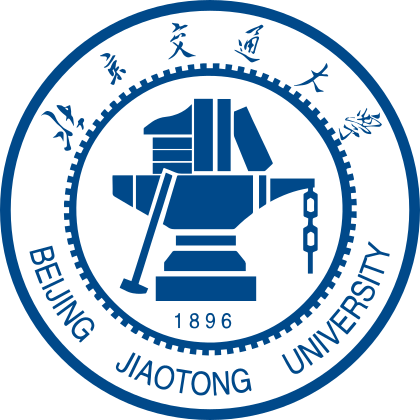 北京交通大学
1896
BEIJING JIAOTONG UNIVERSITY